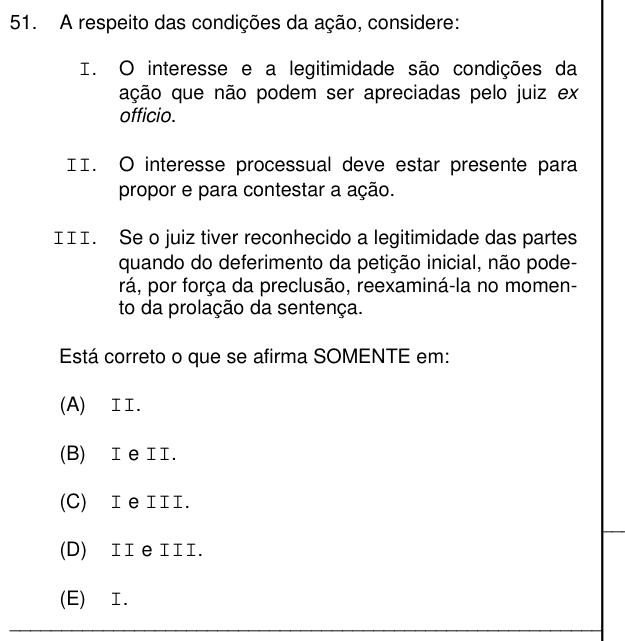 51. A respeito das condições da ação, considere:
I. O interesse e a legitimidade são condições da
ação que não podem ser apreciadas pelo juiz ex
officio.
II. O interesse processual deve estar presente para
propor e para contestar a ação.
III. Se o juiz tiver reconhecido a legitimidade das partes
quando do deferimento da petição inicial, não pode-
rá, por força da preclusão, reexaminá-la no momen-
to da prolação da sentença.
Está correto o que se afirma SOMENTE em:
(A) II.
(B) I e II.
(C) I e III.
(D) II e III.
(E) I.